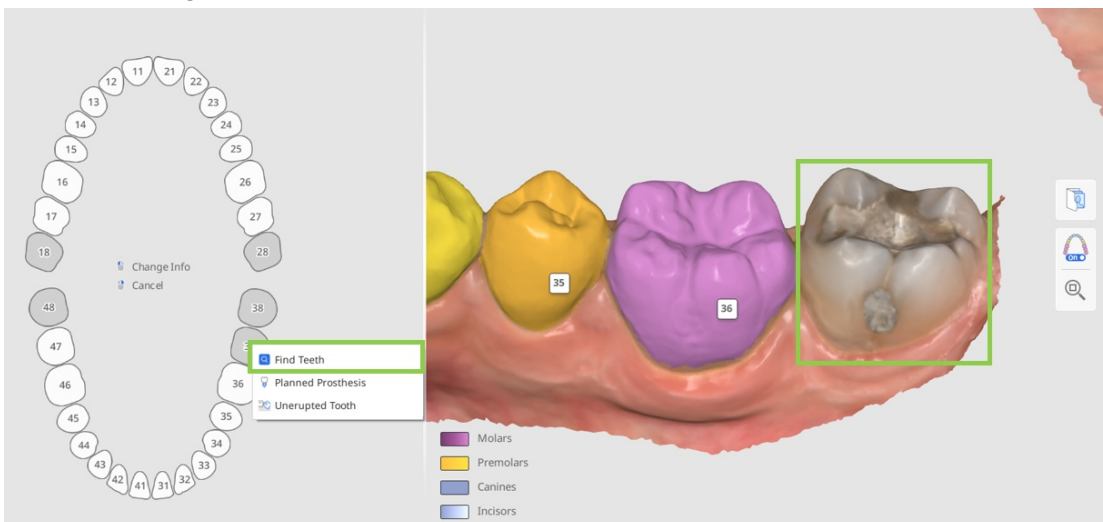 11 21
12 22
13 23
14 24
15 25
16 26
17 27
18 28
Change Info
Cancel
48 38
47
46 36
45 35
44 34
43 33
42 41 31 32
Find Teeth
Planned Prosthesis
Unerupted Tooth
35
36
Molars
Premolars
Canines
Incisors
ON